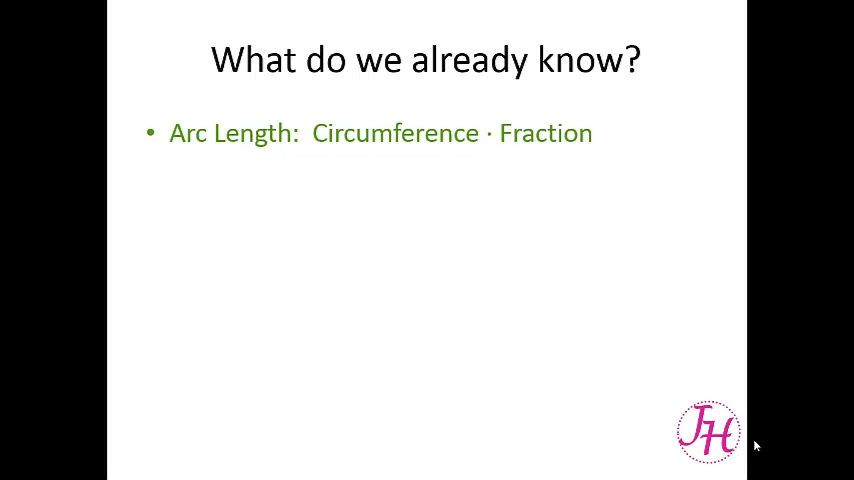 What do we already know?
• Arc Length: Circumference · Fraction
JH